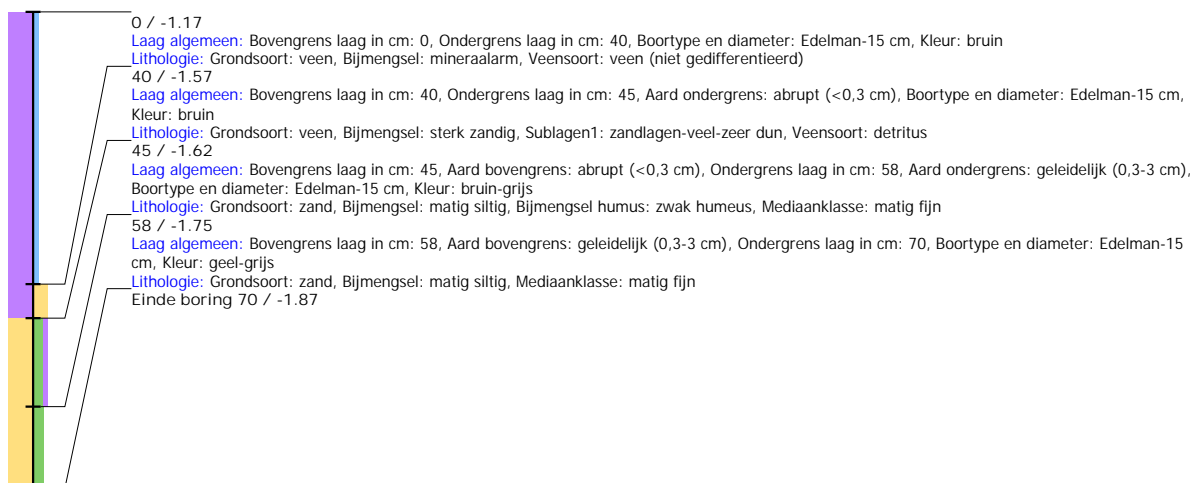 0 / -1.17
Laag algemeen: Bovengrens laag in cm: 0, Ondergrens laag in cm: 40, Boortype en diameter: Edelman-15 cm, Kleur: bruin
Lithologie: Grondsoort: veen, Bijmengsel: mineraalarm, Veensoort: veen (niet gedifferentieerd)
40 / -1.57
Laag algemeen: Bovengrens laag in cm: 40, Ondergrens laag in cm: 45, Aard ondergrens: abrupt (<0,3 cm), Boortype en diameter: Edelman-15 cm,
Kleur: bruin
Lithologie: Grondsoort: veen, Bijmengsel: sterk zandig, Sublagen1: zandlagen-veel-zeer dun, Veensoort: detritus
45 / -1.62
Laag algemeen: Bovengrens laag in cm: 45, Aard bovengrens: abrupt (<0,3 cm), Ondergrens laag in cm: 58, Aard ondergrens: geleidelijk (0,3-3 cm),
Boortype en diameter: Edelman-15 cm, Kleur: bruin-grijs
Lithologie: Grondsoort: zand, Bijmengsel: matig siltig, Bijmengsel humus: zwak humeus, Mediaanklasse: matig fijn
58 / -1.75
Laag algemeen: Bovengrens laag in cm: 58, Aard bovengrens: geleidelijk (0,3-3 cm), Ondergrens laag in cm: 70, Boortype en diameter: Edelman-15
cm, Kleur: geel-grijs
Lithologie: Grondsoort: zand, Bijmengsel: matig siltig, Mediaanklasse: matig fijn
Einde boring 70 / -1.87